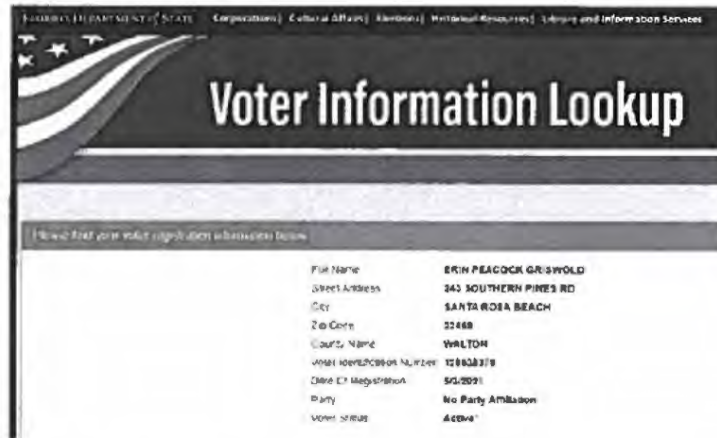 FLORIDA DEPARTMENT of STATE Corporations | Cultural Affairs | Elections | Historical Resources | Library and Information Services
Voter Information Lookup
Please find your voter registration information below
Full Name ERIN PEACOCK GRISWOLD
Street Address 243 SOUTHERN PINES RD
City SANTA ROSA BEACH
Zip Code
County Name WALTON
Voter Identification Number
Date Of Registration
Party No Party Affiliation
Voter Status Active*